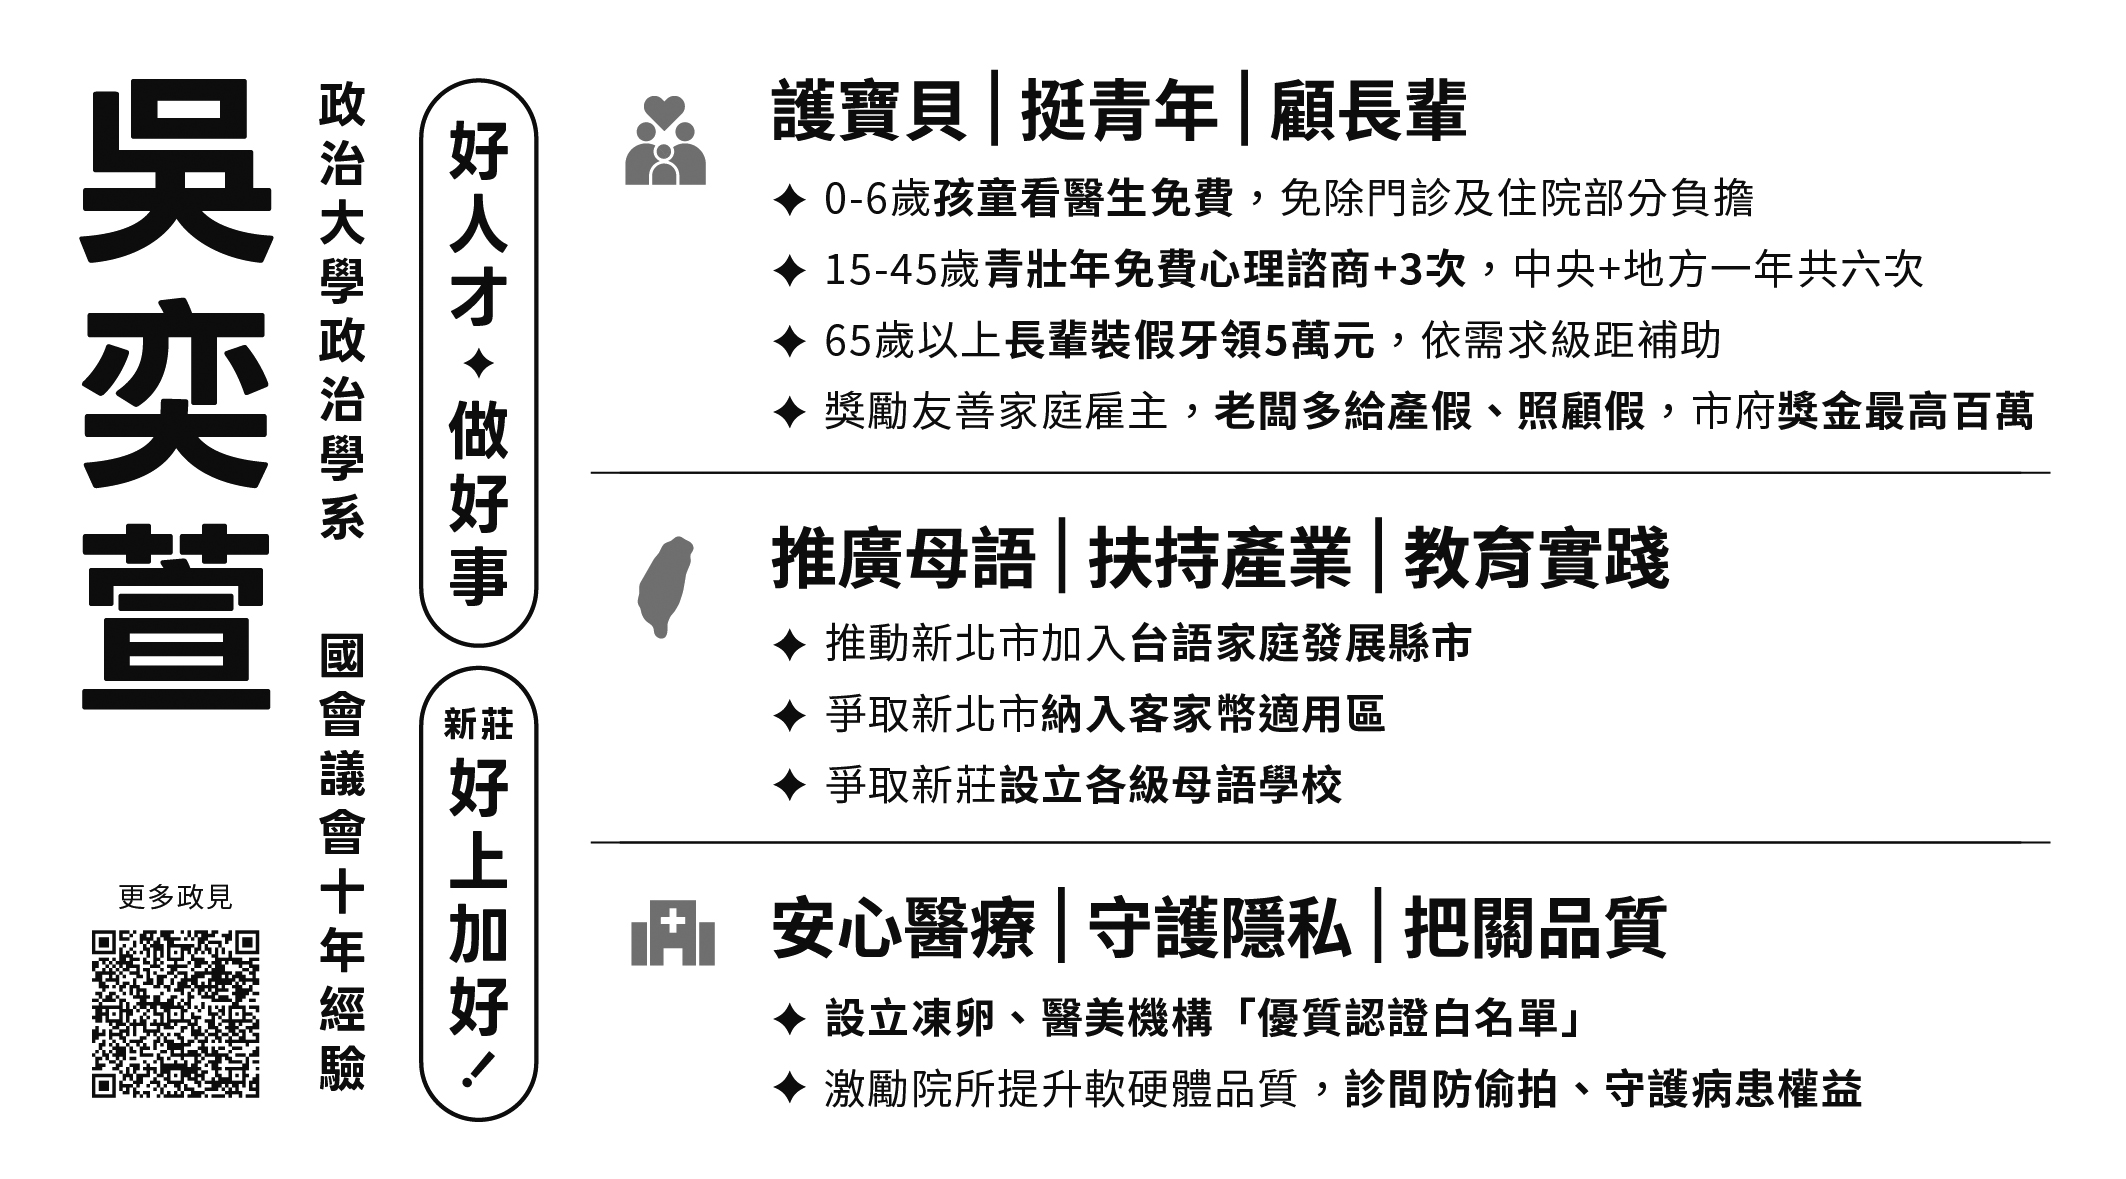 吳奕萱
政治大學政治學系
國會議會十年經驗
好人才✦做好事
新莊
好上加好！
更多政見
護寶貝｜挺青年｜顧長輩
✦ 0-6歲孩童看醫生免費，免除門診及住院部分負擔
✦ 15-45歲青壯年免費心理諮商+3次，中央+地方一年共六次
✦ 65歲以上長輩裝假牙領5萬元，依需求級距補助
✦ 獎勵友善家庭雇主，老闆多給產假、照顧假，市府獎金最高百萬
推廣母語｜扶持產業｜教育實踐
✦ 推動新北市加入台語家庭發展縣市
✦ 爭取新北市納入客家幣適用區
✦ 爭取新莊設立各級母語學校
安心醫療｜守護隱私｜把關品質
✦ 設立凍卵、醫美機構「優質認證白名單」
✦ 激勵院所提升軟硬體品質，診間防偷拍、守護病患權益